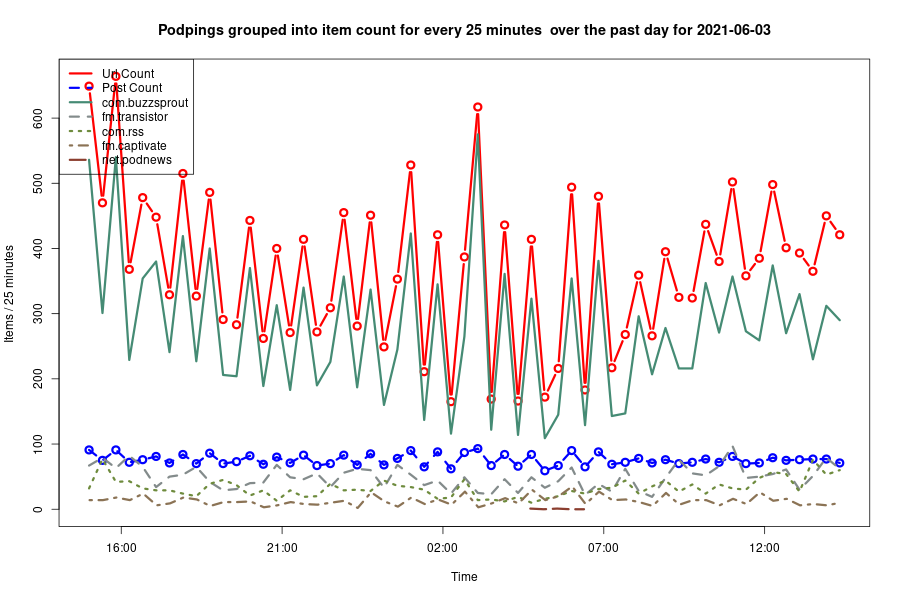 Podpings grouped into item count for every 25 minutes  over the past day for 2021-06-03
Url Count
Post Count
com.buzzsprout
fm.transistor
com.rss
fm.captivate
net.podnews
600
500
400
300
200
100
0
Items / 25 minutes
16:00
21:00
02:00
07:00
12:00
Time